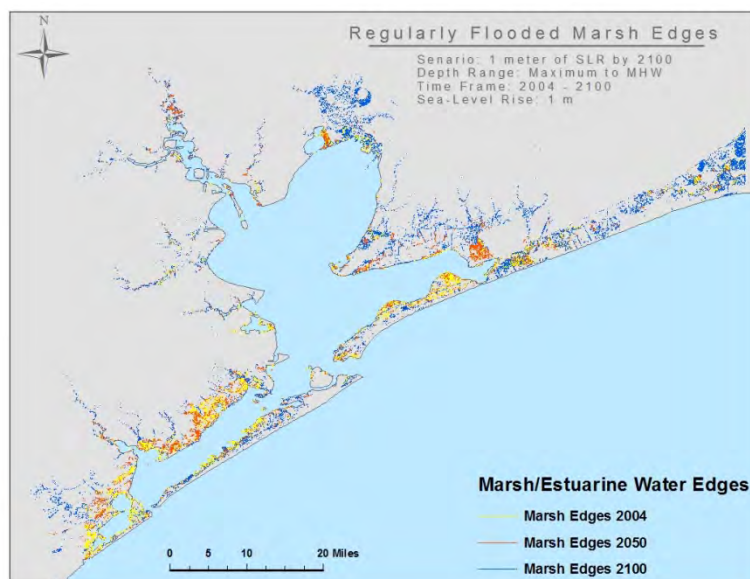 Regularly Flooded Marsh Edges
Senario: 1 meter of SLR by 2100
Depth Range: Maximum to MHW
Time Frame: 2004 - 2100
Sea-Level Rise: 1 m
N
Marsh/Estuarine Water Edges
Marsh Edges 2004
Marsh Edges 2050
Marsh Edges 2100
0 5 10 20 Miles